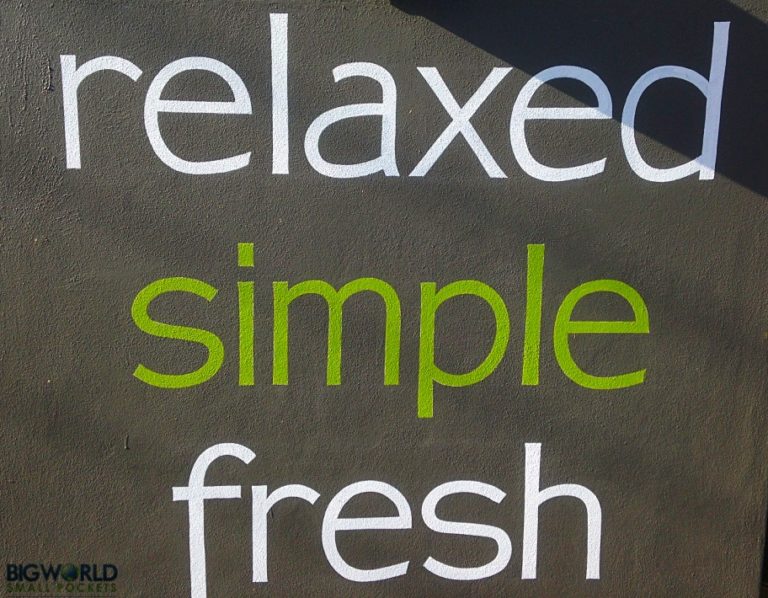 relaxed
simple
fresh
BIGWORLD
SMALL POCKETS